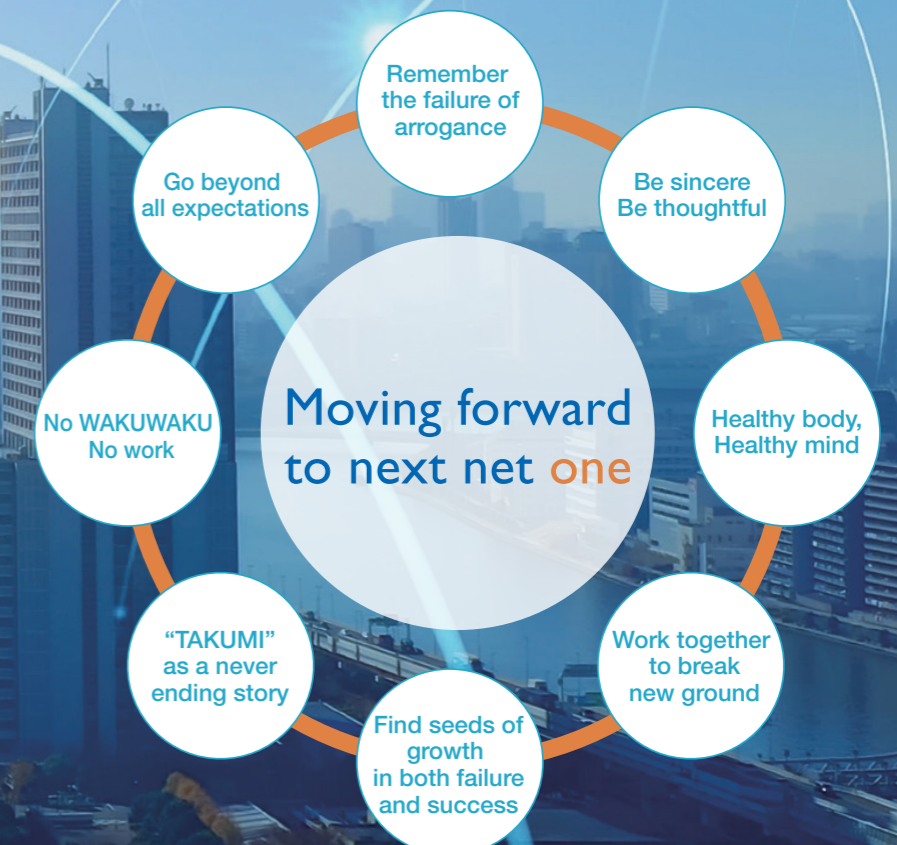 Remember
the failure of
arrogance
Be sincere
Be thoughtful
Healthy body,
Healthy mind
Work together
to break
new ground
Find seeds of
growth
in both failure
and success
“TAKUMI”
as a never
ending story
No WAKUWAKU
No work
Go beyond
all expectations
Moving forward
to next net one